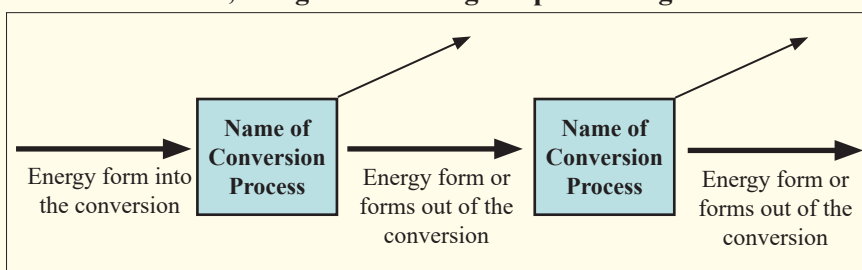 Name of
Conversion
Process
Name of
Conversion
Process
Energy form into
the conversion
Energy form or
forms out of the
conversion
Energy form or
forms out of the
conversion